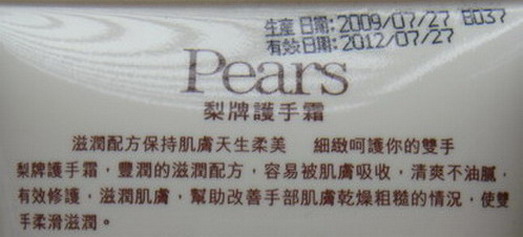 生產日期:2009/07/27 E037
有效日期:2012/07/27
Pears
梨牌護手霜
滋潤配方保持肌膚天生柔美 細緻呵護你的雙手
梨牌護手霜，豐潤的滋潤配方，容易被肌膚吸收，清爽不油膩，
有效修護，滋潤肌膚，幫助改善手部肌膚乾燥粗糙的情況，使雙
手柔滑滋潤。